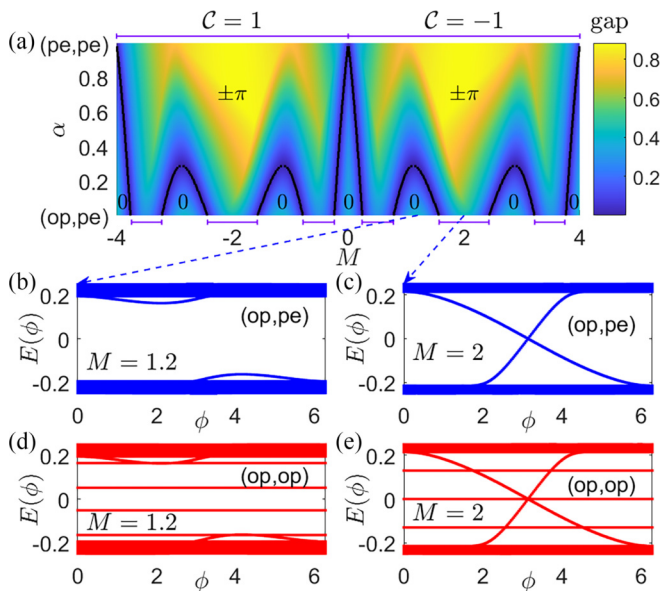 (a) (pe,pe) C = 1 C = −1 gap
α 0.8 0.6 0.4 0.2 (op,pe)
±π ±π
0 0 0 0 0 0 0
-4 -2 0 2 4
M
0.8 0.6 0.4 0.2
(b) 0.2 0 -0.2 E(ϕ) (op,pe) M = 1.2
0 2 ϕ 4 6
(c) 0.2 0 -0.2 E(ϕ) (op,pe) M = 2
0 2 ϕ 4 6
(d) 0.2 0 -0.2 E(ϕ) (op,op) M = 1.2
0 2 ϕ 4 6
(e) 0.2 0 -0.2 E(ϕ) (op,op) M = 2
0 2 ϕ 4 6